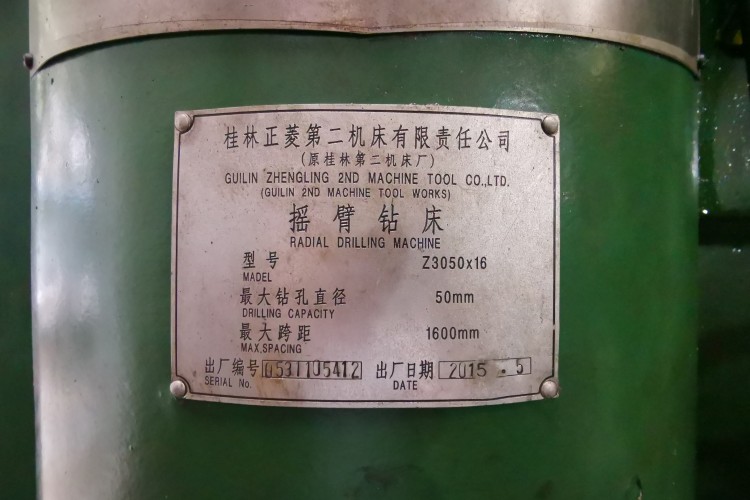 桂林正菱第二机床有限责任公司
(原桂林第二机床厂)
GUILIN ZHENGLING 2ND MACHINE TOOL CO.,LTD.
(GUILIN 2ND MACHINE TOOL WORKS)
摇臂钻床
RADIAL DRILLING MACHINE
型号 Z3050x16
MADEL
最大钻孔直径 50mm
DRILLING CAPACITY
最大跨距 1600mm
MAX.SPACING
出厂编号 0531105412 出厂日期 2015.5
SERIAL No. DATE